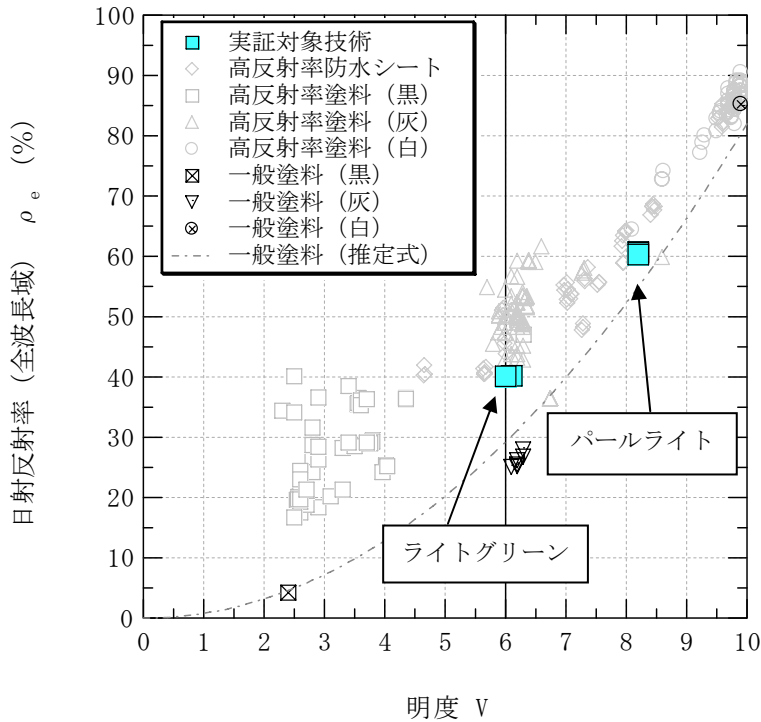 100
90
80
70
60
50
40
30
20
10
0
日射反射率（全波長域） ρe (%)
実証対象技術
高反射率防水シート
高反射率塗料（黒）
高反射率塗料（灰）
高反射率塗料（白）
一般塗料（黒）
一般塗料（灰）
一般塗料（白）
一般塗料（推定式）
パールライト
ライトグリーン
0 1 2 3 4 5 6 7 8 9 10
明度 V